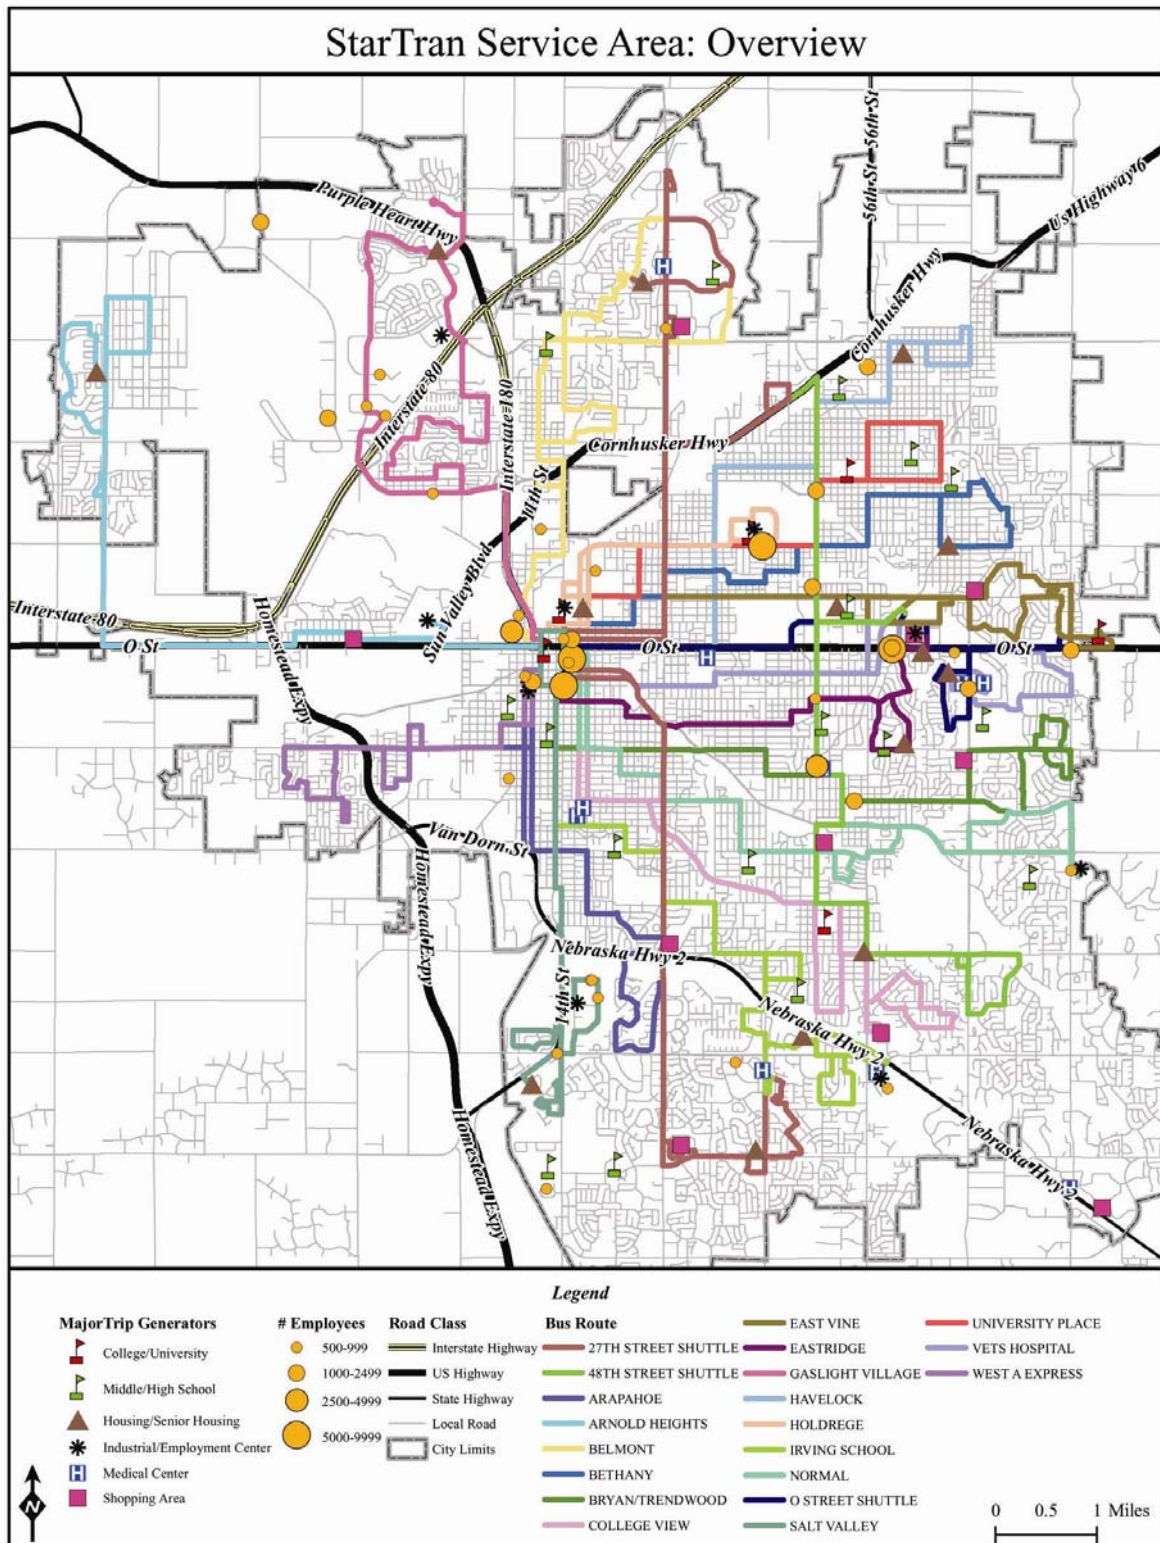 StarTran Service Area: Overview
56th St
56th St
US Highway 6
Purple Heart Hwy
Cornhusker Hwy
Interstate 80
Interstate 180
Cornhusker Hwy
11th St
Sun Valley Blvd
Interstate 80
Homestead Expy
O St
O St
O St
Van Dorn St
Homestead Expy
Nebraska Hwy 2
14th St
Nebraska Hwy 2
Homestead Expy
Nebraska Hwy 2
Legend
MajorTrip Generators
College/University
Middle/High School
Housing/Senior Housing
Industrial/Employment Center
Medical Center
Shopping Area
# Employees
500-999
1000-2499
2500-4999
5000-9999
Road Class
Interstate Highway
US Highway
State Highway
Local Road
City Limits
Bus Route
27TH STREET SHUTTLE
48TH STREET SHUTTLE
ARAPAHOE
ARNOLD HEIGHTS
BELMONT
BETHANY
BRYAN/TRENDWOOD
COLLEGE VIEW
EAST VINE
EASTRIDGE
GASLIGHT VILLAGE
HAVELOCK
HOLDREGE
IRVING SCHOOL
NORMAL
O STREET SHUTTLE
SALT VALLEY
UNIVERSITY PLACE
VETS HOSPITAL
WEST A EXPRESS
N
0 0.5 1 Miles